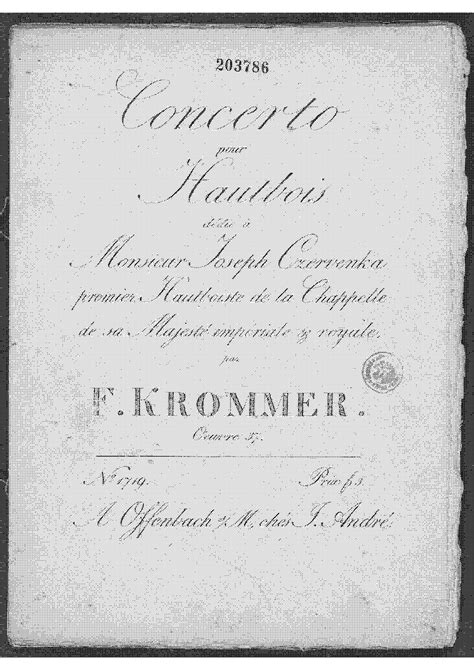 203786
Concerto
pour
Hautbois
dédié à
Monsieur Joseph Czervenka
premier Hautboiste de la Chappelle
de sa Majesté impériale & royale.
par
F. KROMMER.
Oeuvre 37.
No 1719. Prix f 3.
A Offenbach s/M, chés J. André.